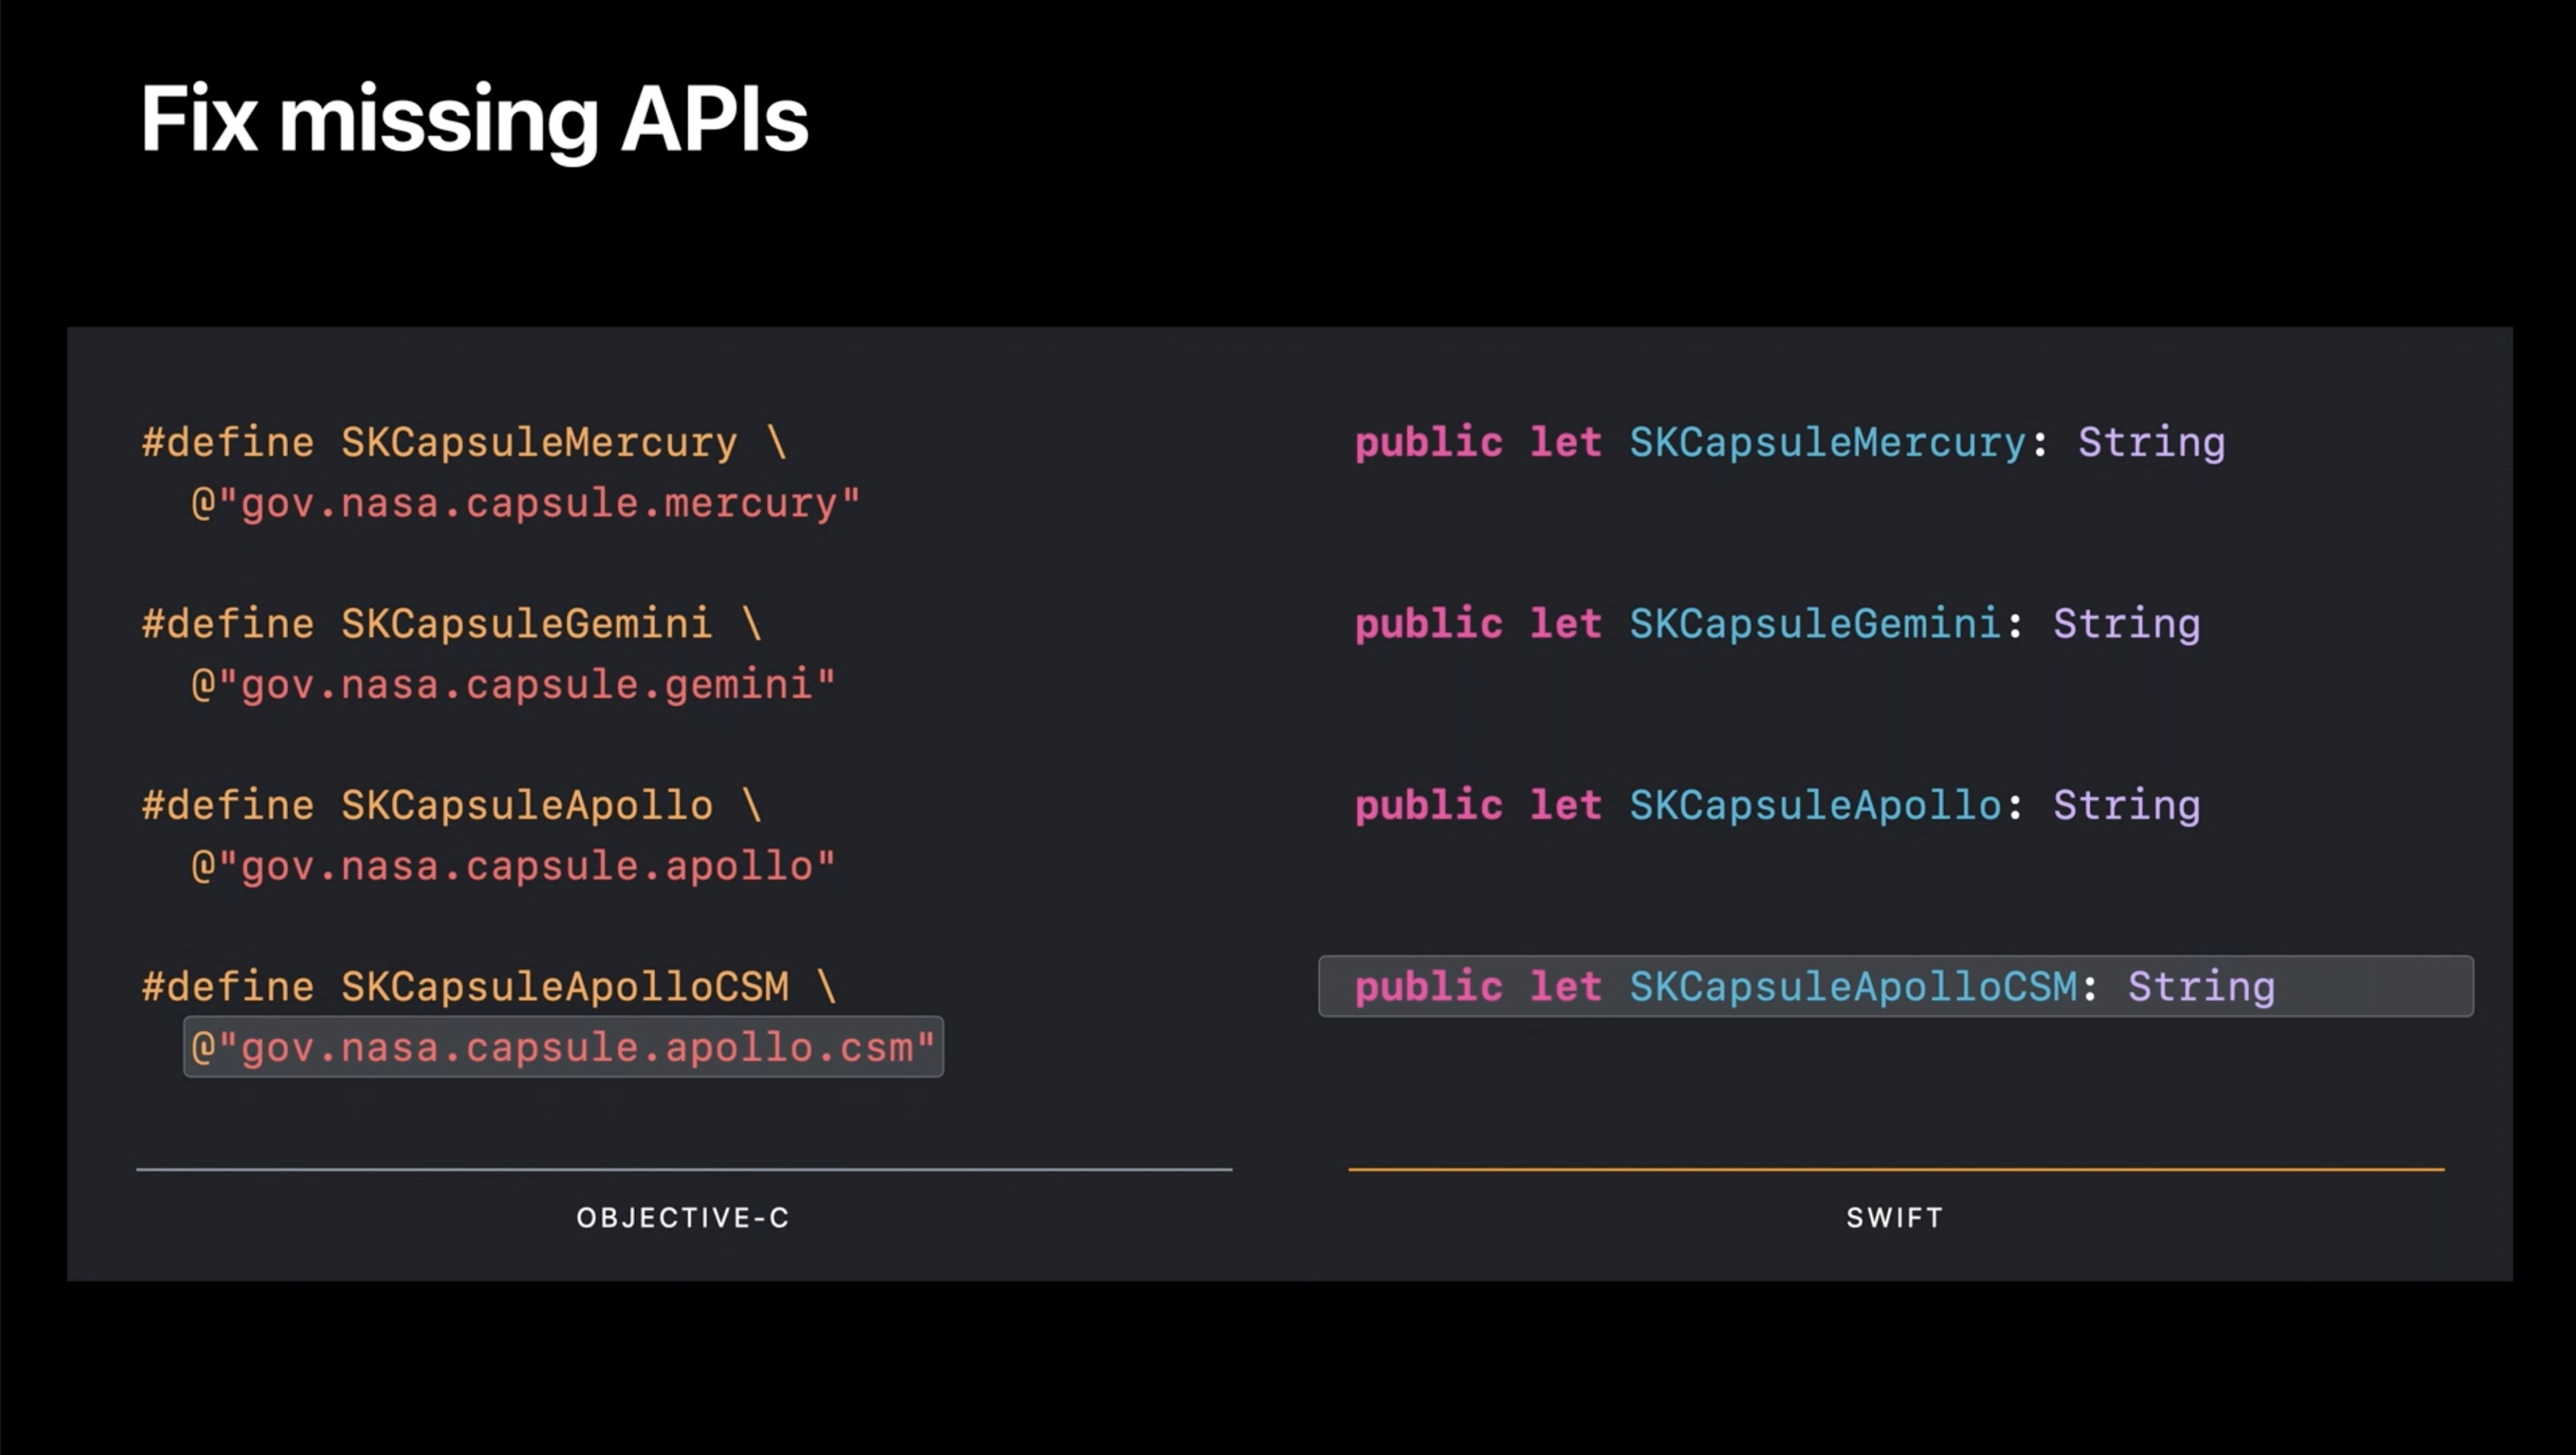 Fix missing APIs
#define SKCapsuleMercury \
@"gov.nasa.capsule.mercury"
#define SKCapsuleGemini \
@"gov.nasa.capsule.gemini"
#define SKCapsuleApollo \
@"gov.nasa.capsule.apollo"
#define SKCapsuleApolloCSM \
@"gov.nasa.capsule.apollo.csm"
OBJECTIVE-C
public let SKCapsuleMercury: String
public let SKCapsuleGemini: String
public let SKCapsuleApollo: String
public let SKCapsuleApolloCSM: String
SWIFT